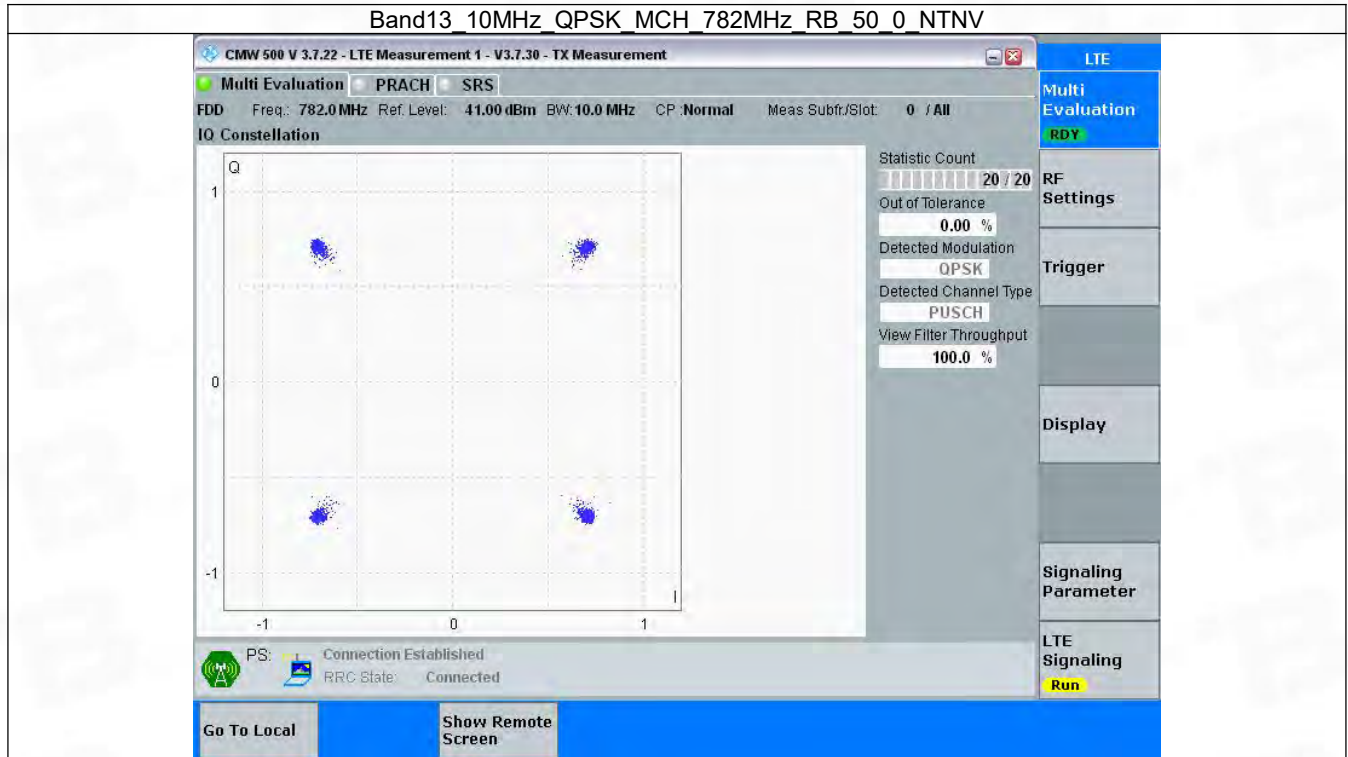 Band13_10MHz_QPSK_MCH_782MHz_RB_50_0_NTNV
CMW 500 V 3.7.22 - LTE Measurement 1 - V3.7.30 - TX Measurement
LTE
Multi Evaluation PRACH SRS
Multi
Evaluation
RDY
FDD Freq.: 782.0 MHz Ref. Level: 41.00 dBm BW: 10.0 MHz CP :Normal Meas Subfr./Slot: 0 / All
IQ Constellation
Q
1
0
-1
I
-1 0 1
Statistic Count
20 / 20
Out of Tolerance
0.00 %
Detected Modulation
QPSK
Detected Channel Type
PUSCH
View Filter Throughput
100.0 %
RF
Settings
Trigger
Display
Signaling
Parameter
LTE
Signaling
Run
PS: Connection Established
RRC State: Connected
Go To Local
Show Remote
Screen